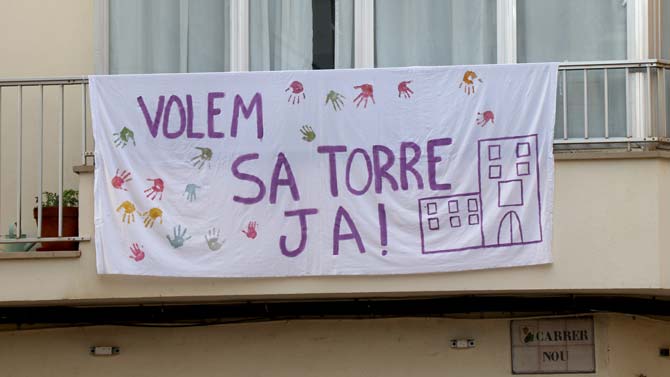 VOLEM
SA TORRE
JA!
CARRER
NOU